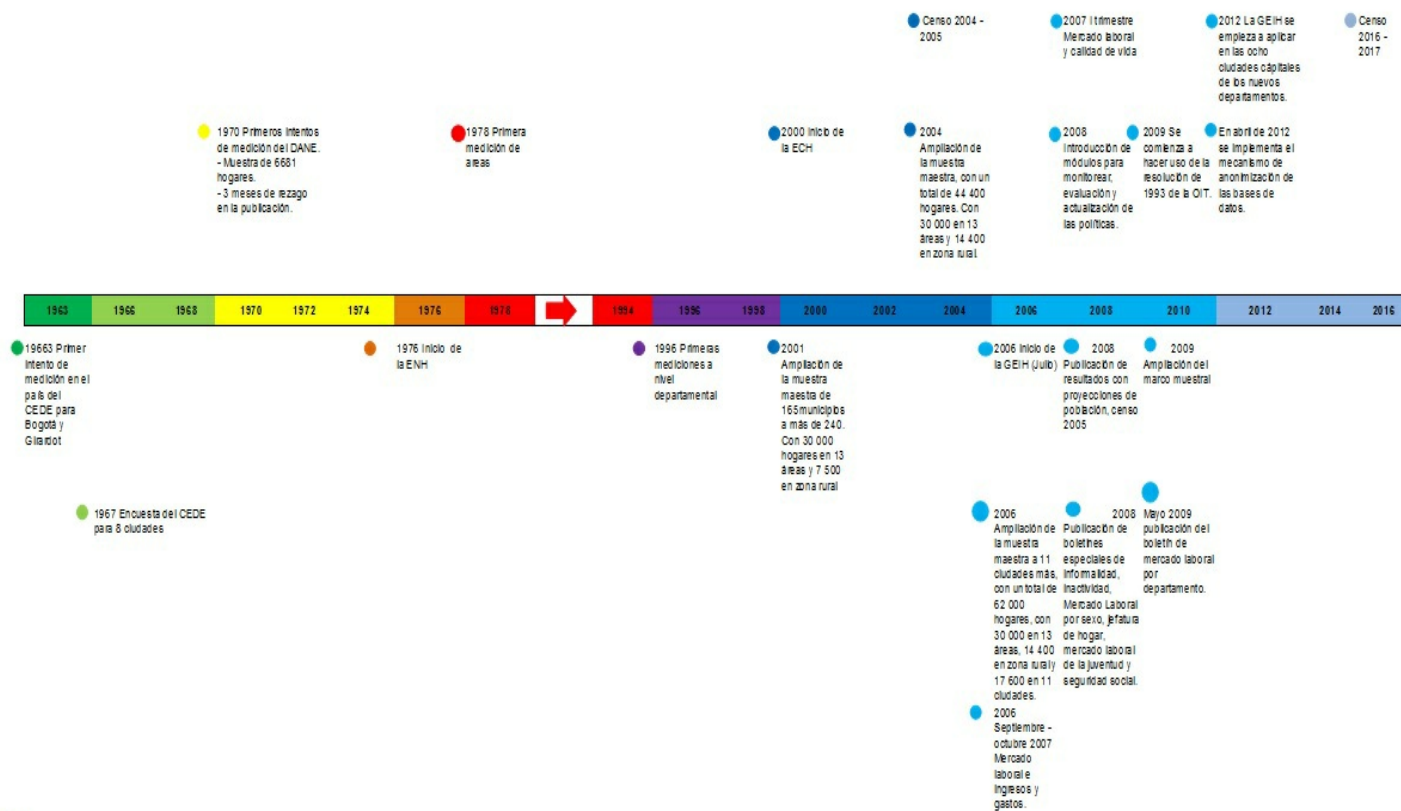 Censo 2004 -
2005
2007 I trimestre
Mercado laboral
y calidad de vida
2012 La GEIH se
empieza a aplicar
en las ocho
ciudades cápitales
de los nuevos
departamentos.
Censo
2016 -
2017
1970 Primeros intentos
de medición del DANE.
- Muestra de 6681
hogares.
- 3 meses de rezago
en la publicación.
1978 Primera
medición de
areas
2000 Inicio de
la ECH
2004
Ampliación de
la muestra
maestra, con un
total de 44 400
hogares. Con
30 000 en 13
áreas y 14 400
en zona rural.
2008
Introducción de
módulos para
monitorear,
evaluación y
actualización de
las políticas.
2009 Se
comienza a
hacer uso de la
resolución de
1993 de la OIT.
En abril de 2012
se implementa el
mecanismo de
anonimización de
las bases de
datos.
1963 1966 1968 1970 1972 1974 1976 1978 1994 1996 1998 2000 2002 2004 2006 2008 2010 2012 2014 2016
19663 Primer
intento de
medición en el
país del
CEDE para
Bogotá y
Girardot
1976 Inicio de
la ENH
1996 Primeras
mediciones a
nivel
departamental
2001
Ampliación de
la muestra
maestra de
165municipios
a más de 240.
Con 30 000
hogares en 13
áreas y 7 500
en zona rural
2006 Inicio de
la GEIH (Julio)
2008
Publicación de
resultados con
proyecciones de
población, censo
2005
2009
Ampliación del
marco muestral
1967 Encuesta del CEDE
para 8 ciudades
2006
Ampliación de
la muestra
maestra a 11
ciudades más,
con un total de
62 000
hogares, con
30 000 en 13
áreas, 14 400
en zona rural y
17 600 en 11
ciudades.
2008
Publicación de
boletines
especiales de
informalidad,
inactividad,
Mercado Laboral
por sexo, jefatura
de hogar,
mercado laboral
de la juventud y
seguridad social.
Mayo 2009
publicación del
boletín de
mercado laboral
por
departamento.
2006
Septiembre -
octubre 2007
Mercado
laboral e
ingresos y
gastos.